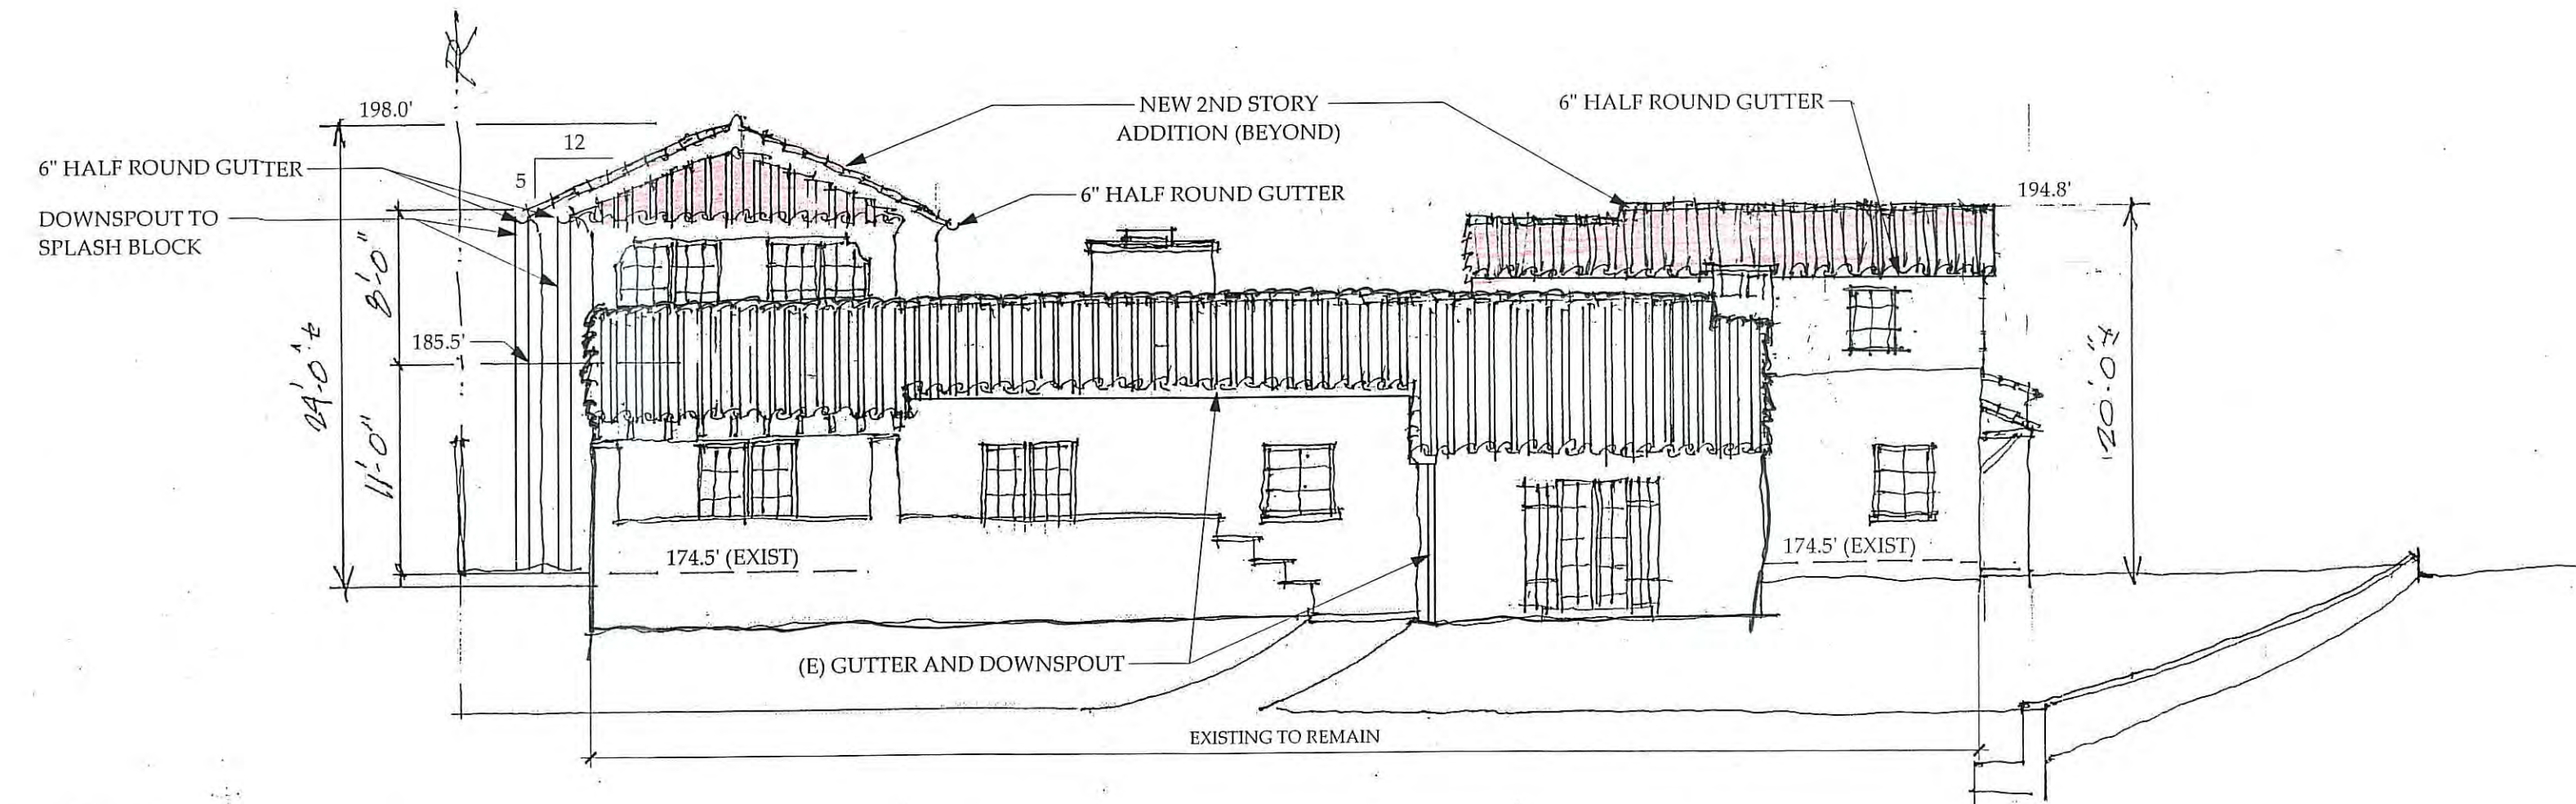 198.0'
12
5
6" HALF ROUND GUTTER
DOWNSPOUT TO
SPLASH BLOCK
NEW 2ND STORY
ADDITION (BEYOND)
6" HALF ROUND GUTTER
6" HALF ROUND GUTTER
194.8'
8'-0"
185.5'
24'-0"±
11'-0"
20'-0"±
174.5' (EXIST)
174.5' (EXIST)
(E) GUTTER AND DOWNSPOUT
EXISTING TO REMAIN